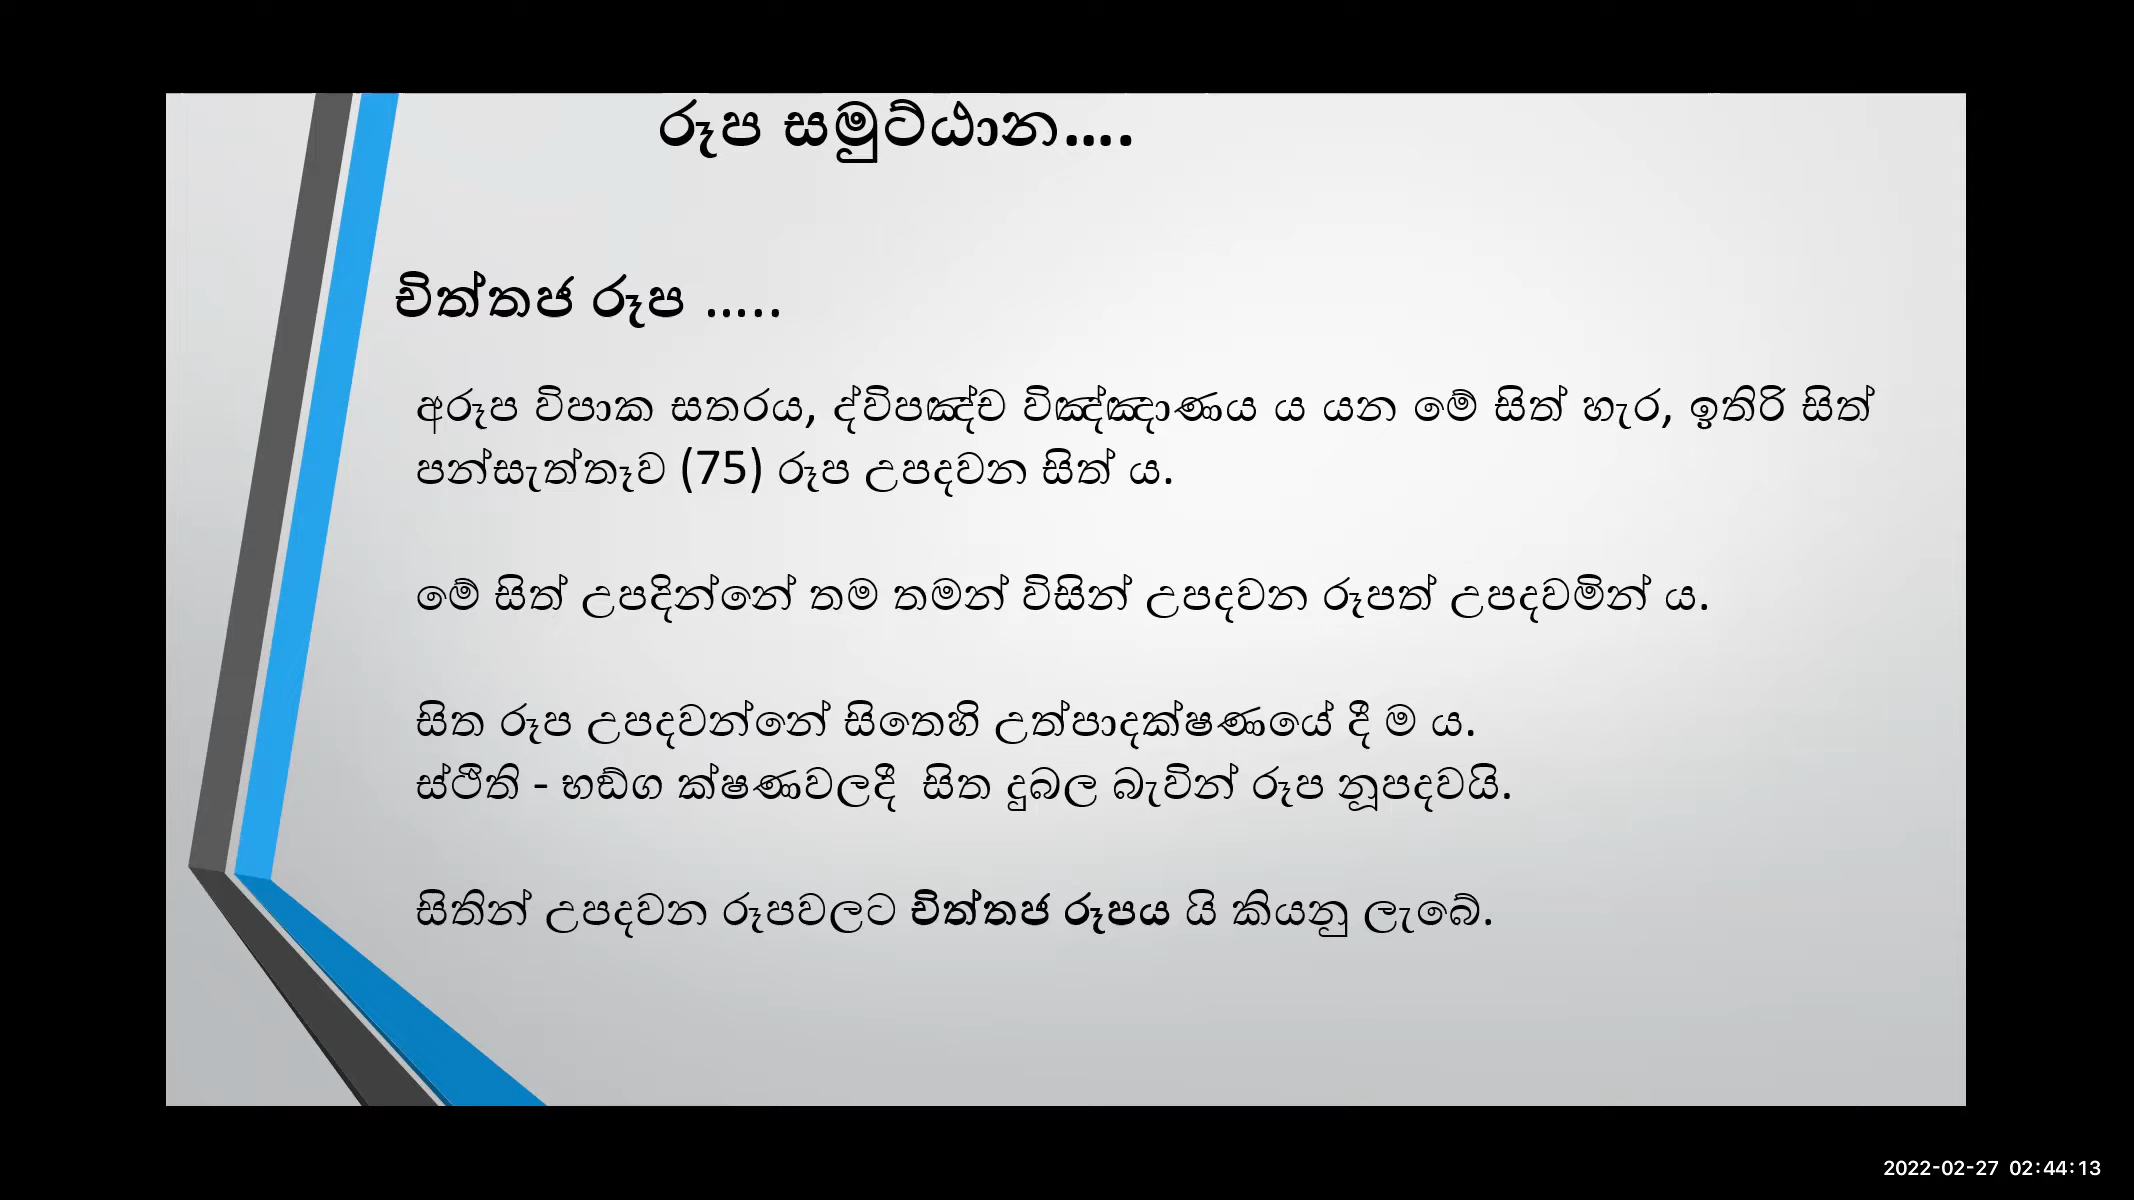 රූප සමුට්ඨාන....
චිත්තජ රූප .....
අරූප විපාක සතරය, ද්විපඤ්ච විඤ්ඤාණය ය යන මේ සිත් හැර, ඉතිරි සිත්
පන්සැත්තෑව (75) රූප උපදවන සිත් ය.
මේ සිත් උපදින්නේ තම තමන් විසින් උපදවන රූපත් උපදවමින් ය.
සිත රූප උපදවන්නේ සිතෙහි උත්පාදක්ෂණයේ දී ම ය.
ස්ථිති - භඞ්ග ක්ෂණවලදී සිත දුබල බැවින් රූප නූපදවයි.
සිතින් උපදවන රූපවලට චිත්තජ රූපය යි කියනු ලැබේ.
2022-02-27 02:44:13